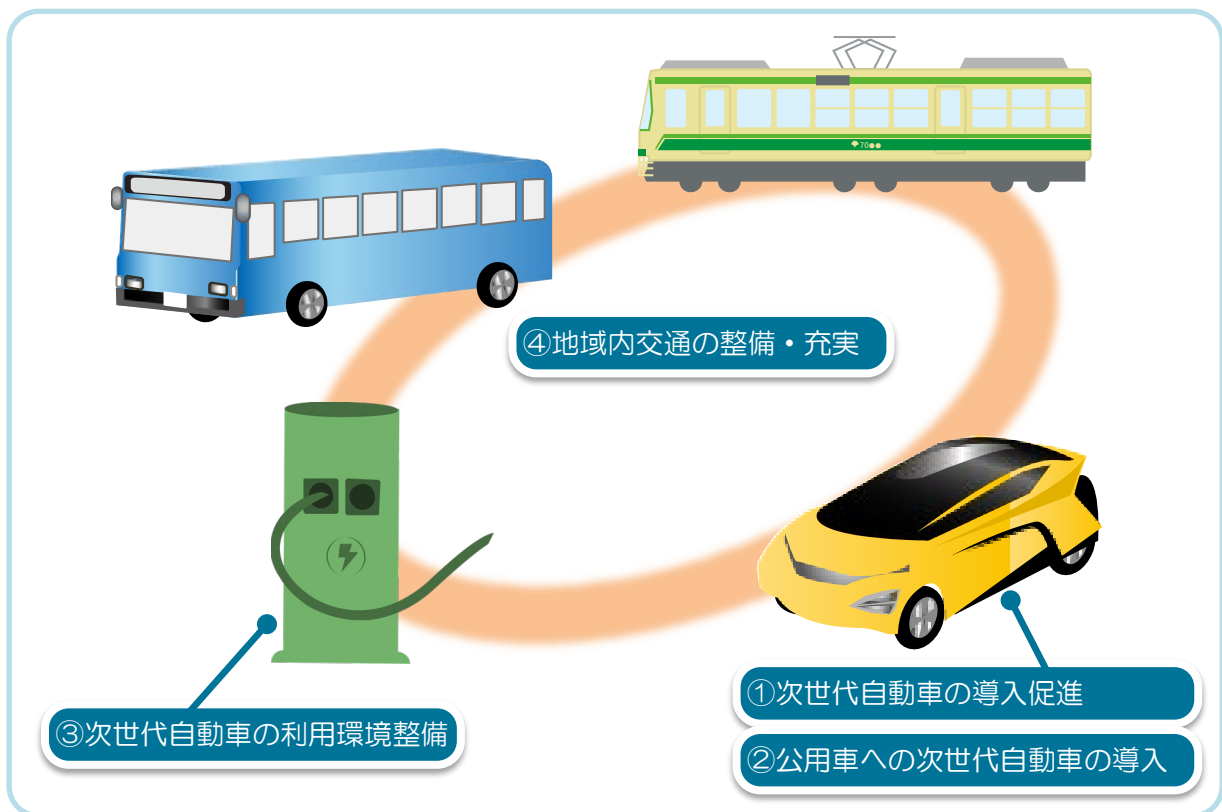 70●●
④地域内交通の整備・充実
①次世代自動車の導入促進
②公用車への次世代自動車の導入
③次世代自動車の利用環境整備